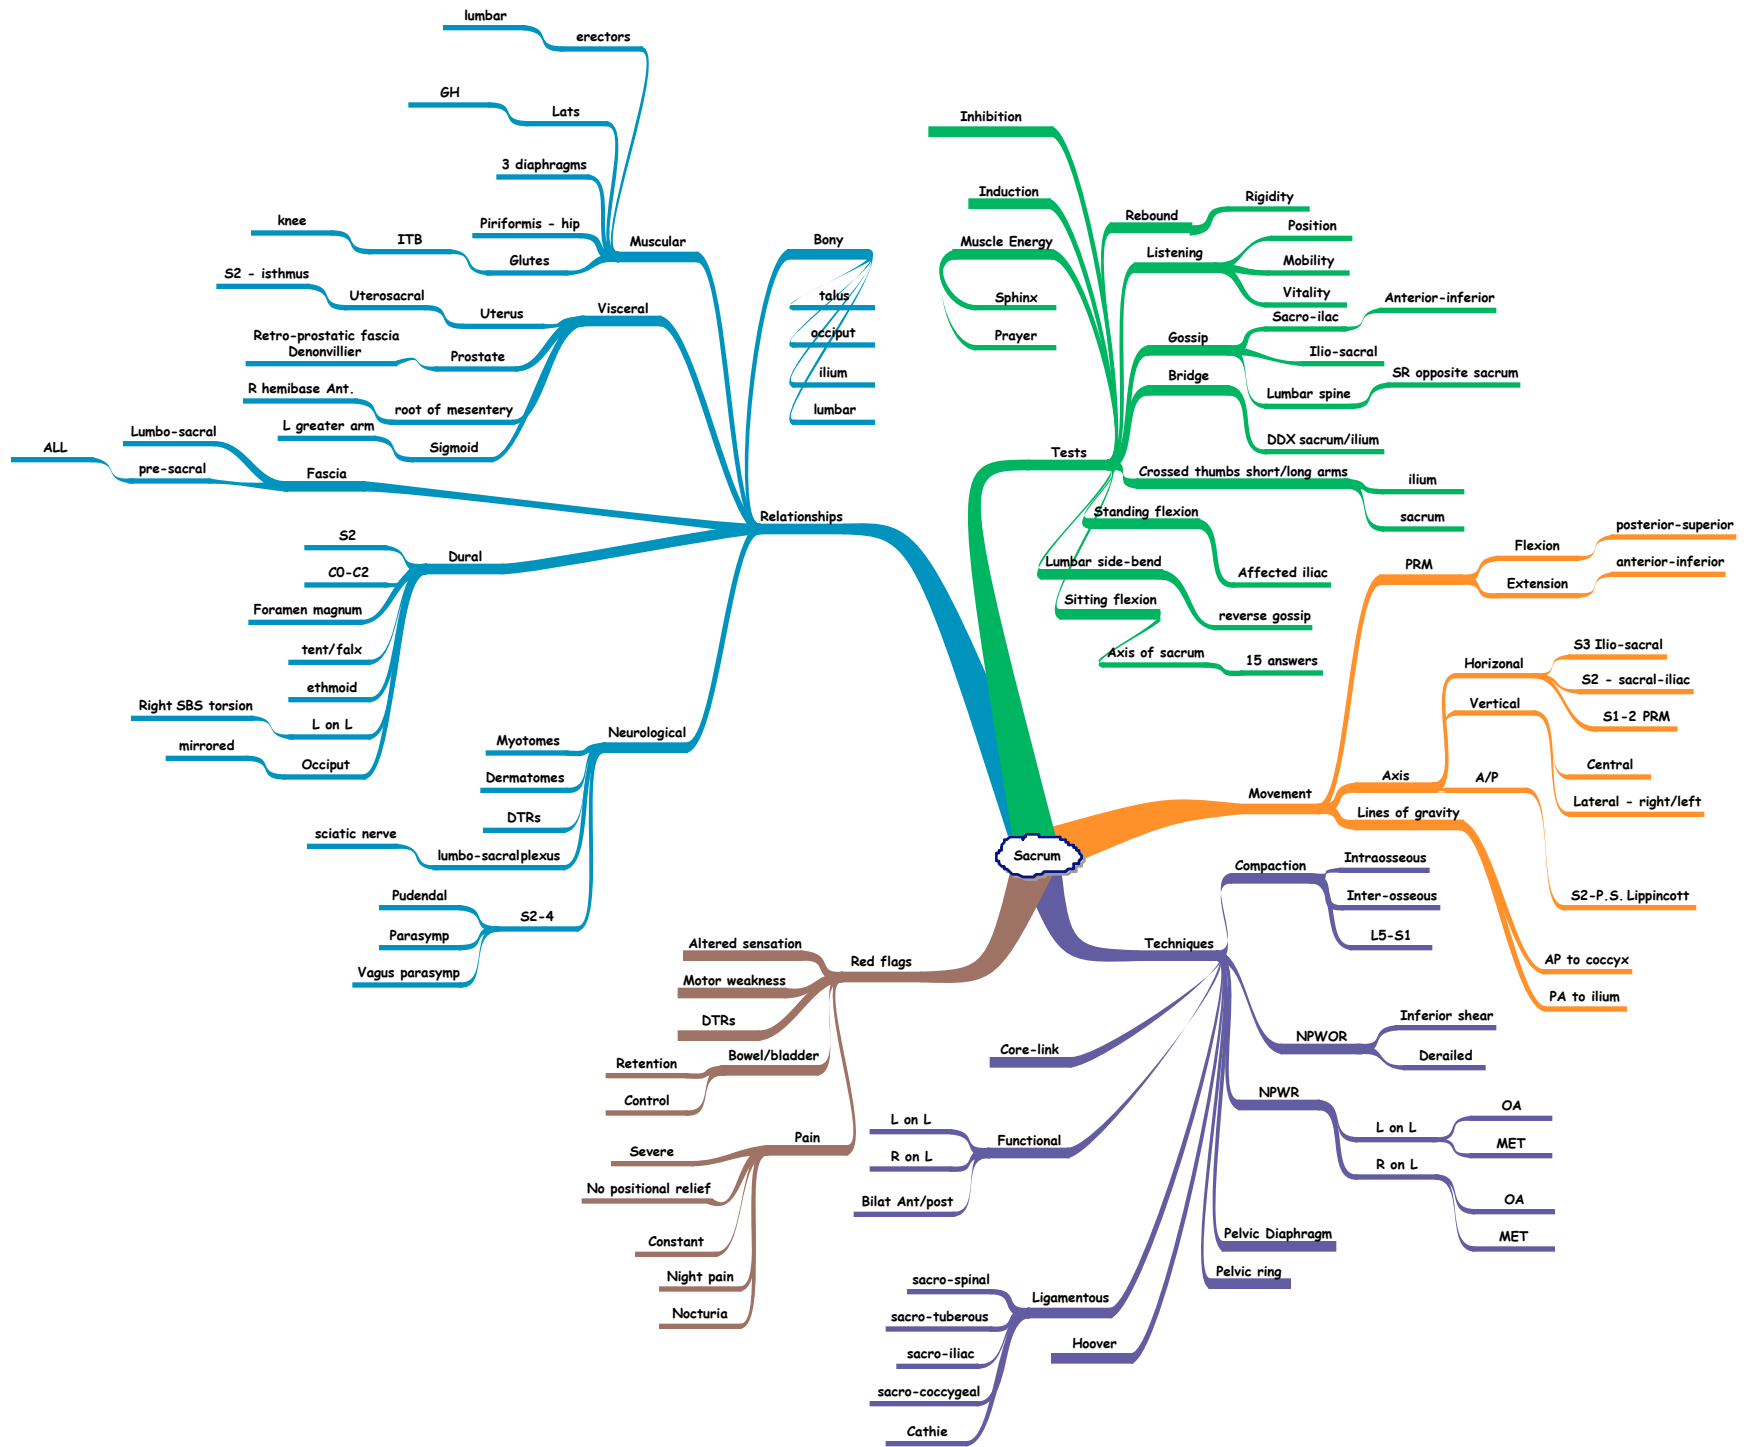 Sacrum
Relationships
Muscular
erectors
lumbar
Lats
GH
3 diaphragms
Piriformis - hip
Glutes
ITB
knee
Visceral
Uterus
Uterosacral
S2 - isthmus
Prostate
Retro-prostatic fascia
Denonvillier
root of mesentery
R hemibase Ant.
Sigmoid
L greater arm
Fascia
Lumbo-sacral
pre-sacral
ALL
Dural
S2
C0-C2
Foramen magnum
tent/falx
ethmoid
L on L
Right SBS torsion
Occiput
mirrored
Neurological
Myotomes
Dermatomes
DTRs
lumbo-sacralplexus
sciatic nerve
S2-4
Pudendal
Parasymp
Vagus parasymp
Bony
talus
occiput
ilium
lumbar
Tests
Inhibition
Induction
Muscle Energy
Sphinx
Prayer
Rebound
Rigidity
Listening
Position
Mobility
Vitality
Gossip
Sacro-ilac
Anterior-inferior
Ilio-sacral
Lumbar spine
SR opposite sacrum
Bridge
DDX sacrum/ilium
Crossed thumbs short/long arms
ilium
sacrum
Standing flexion
Affected iliac
Lumbar side-bend
reverse gossip
Sitting flexion
Axis of sacrum
15 answers
Movement
PRM
Flexion
posterior-superior
Extension
anterior-inferior
Axis
Horizonal
S3 Ilio-sacral
S2 - sacral-iliac
S1-2 PRM
Vertical
Central
Lateral - right/left
A/P
S2-P.S. Lippincott
Lines of gravity
AP to coccyx
PA to ilium
Techniques
Compaction
Intraosseous
Inter-osseous
L5-S1
NPWOR
Inferior shear
Derailed
NPWR
L on L
OA
MET
R on L
OA
MET
Pelvic Diaphragm
Pelvic ring
Hoover
Ligamentous
sacro-spinal
sacro-tuberous
sacro-iliac
sacro-coccygeal
Cathie
Functional
L on L
R on L
Bilat Ant/post
Core-link
Red flags
Altered sensation
Motor weakness
DTRs
Bowel/bladder
Retention
Control
Pain
Severe
No positional relief
Constant
Night pain
Nocturia